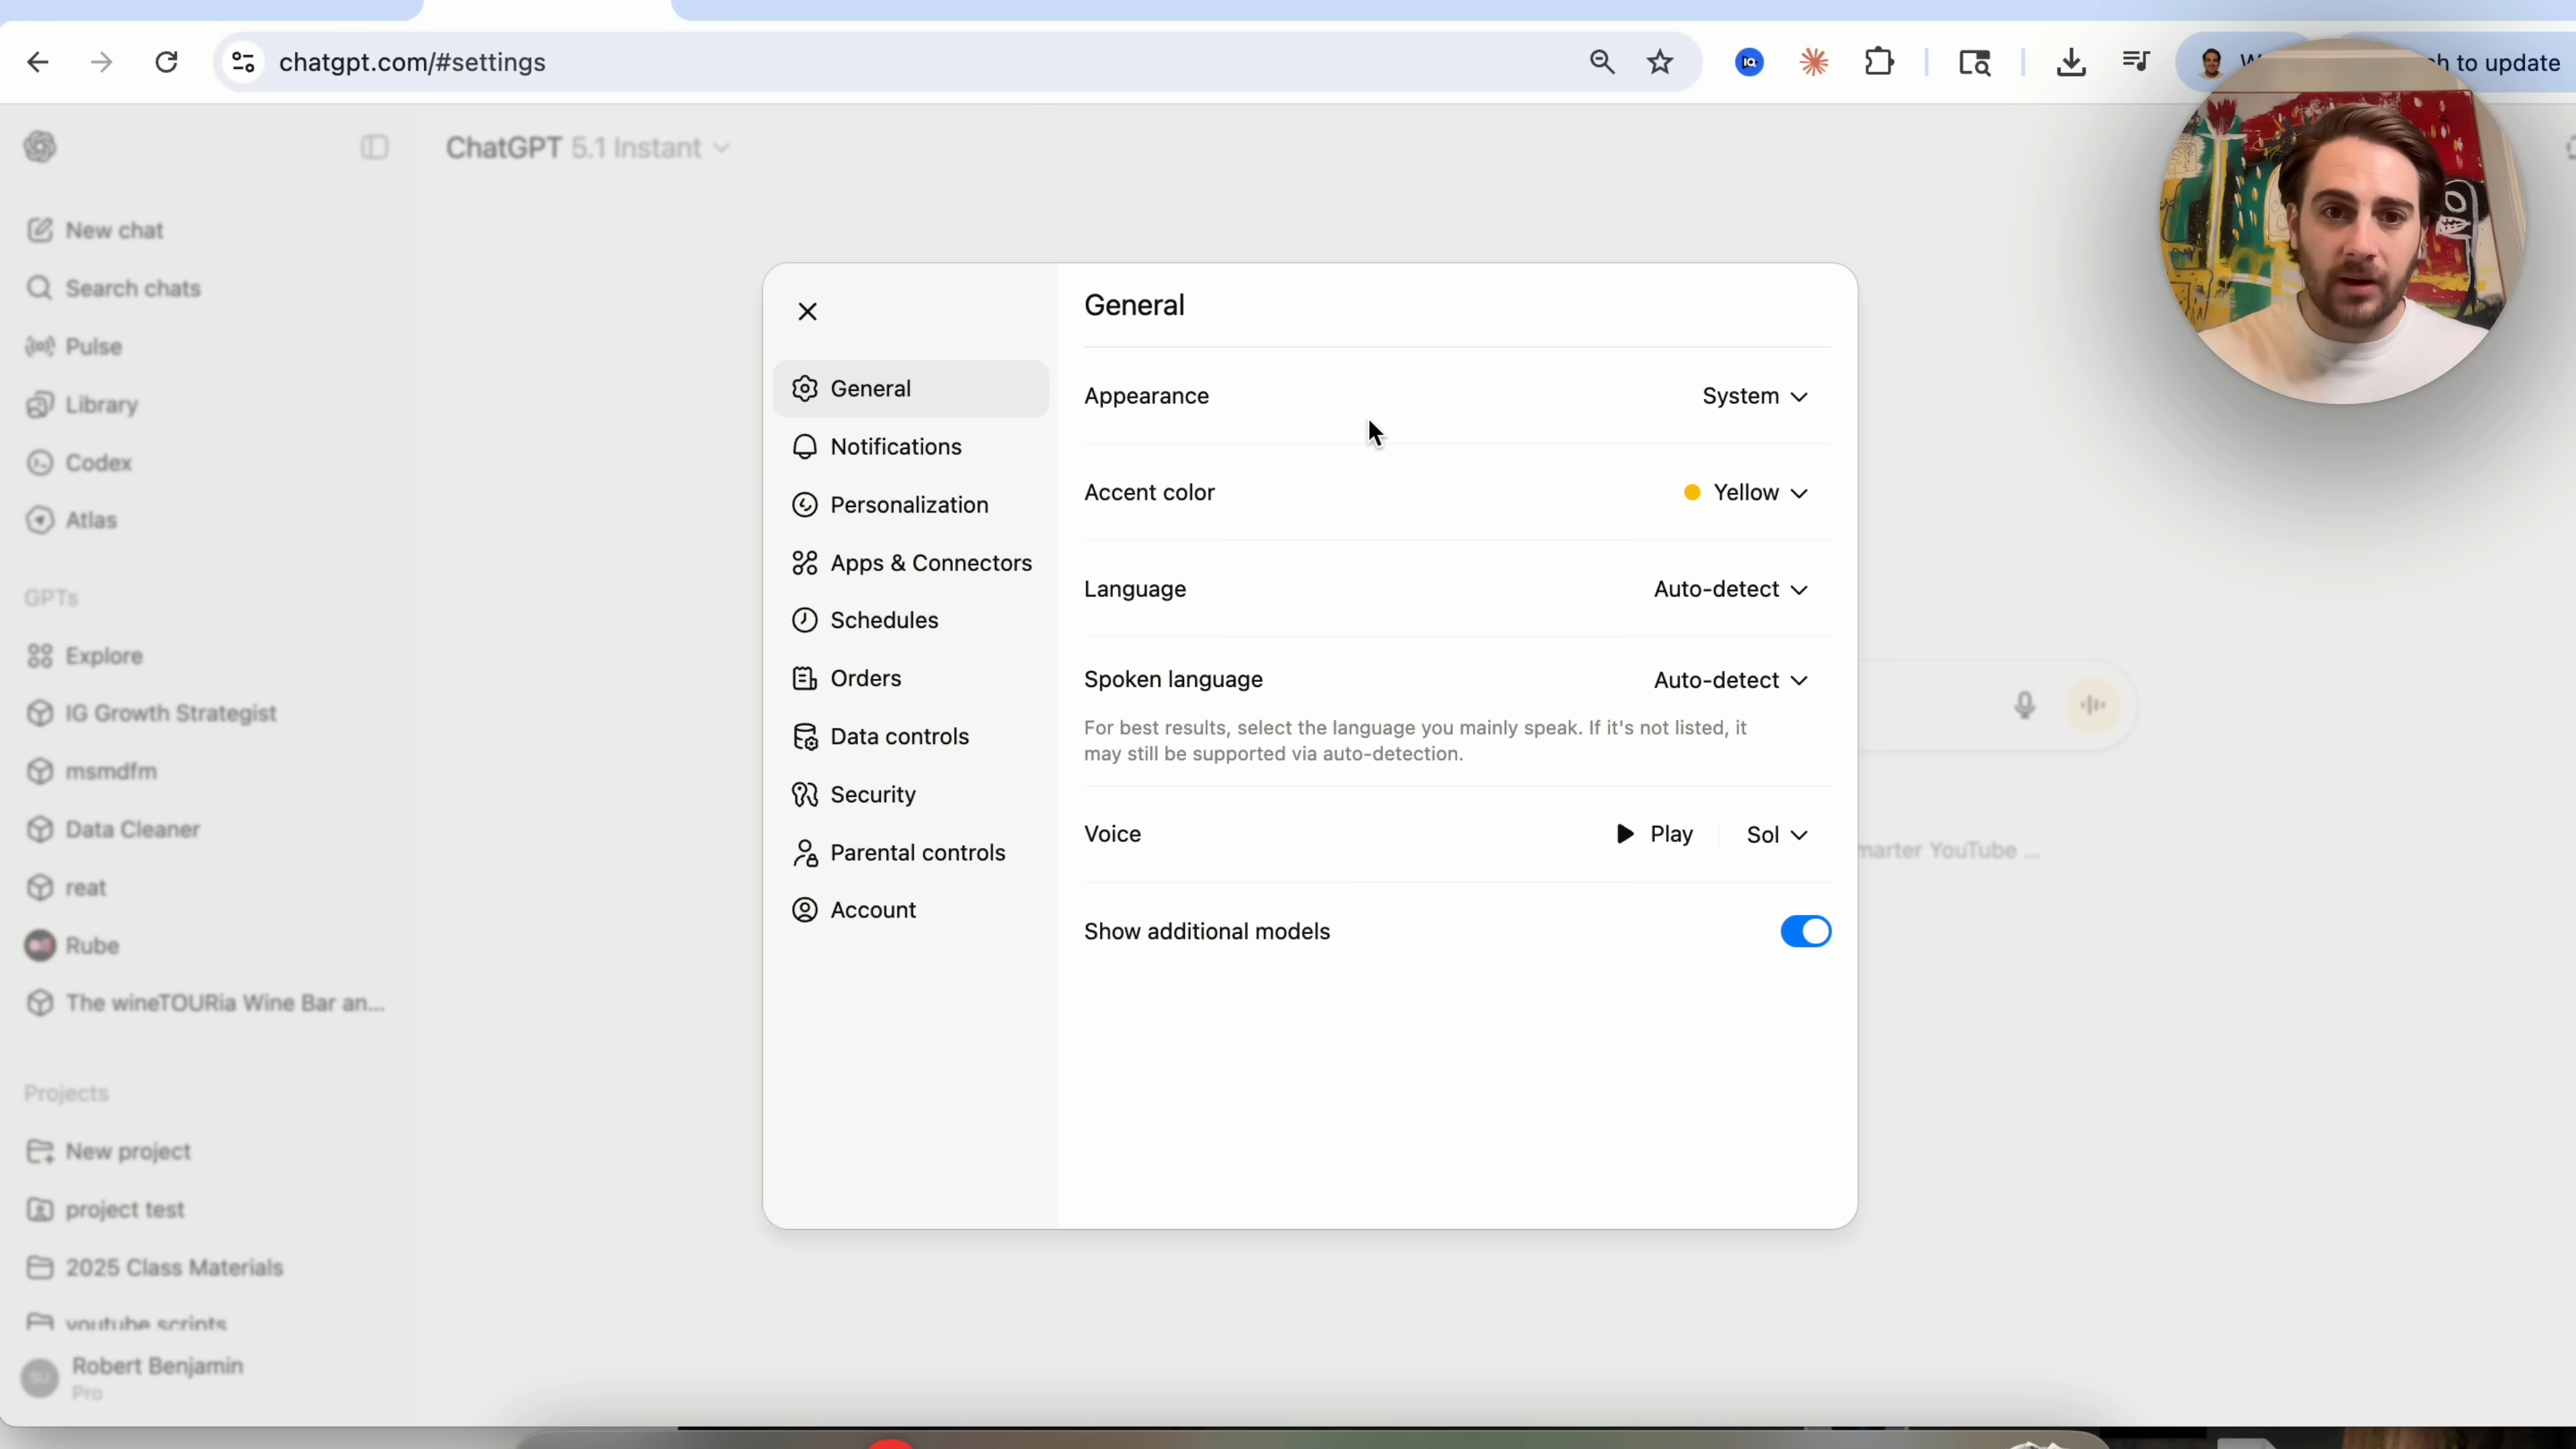 chatgpt.com/#settings
h to update
ChatGPT 5.1 Instant
New chat
Search chats
Pulse
Library
Codex
Atlas
GPTs
Explore
IG Growth Strategist
msmdfm
Data Cleaner
reat
Rube
The wineTOURia Wine Bar an...
Projects
New project
project test
2025 Class Materials
youtube scripts
Robert Benjamin
Pro
General
Notifications
Personalization
Apps & Connectors
Schedules
Orders
Data controls
Security
Parental controls
Account
General
Appearance System
Accent color Yellow
Language Auto-detect
Spoken language Auto-detect
For best results, select the language you mainly speak. If it's not listed, it
may still be supported via auto-detection.
Voice Play Sol
Show additional models
marter YouTube ...